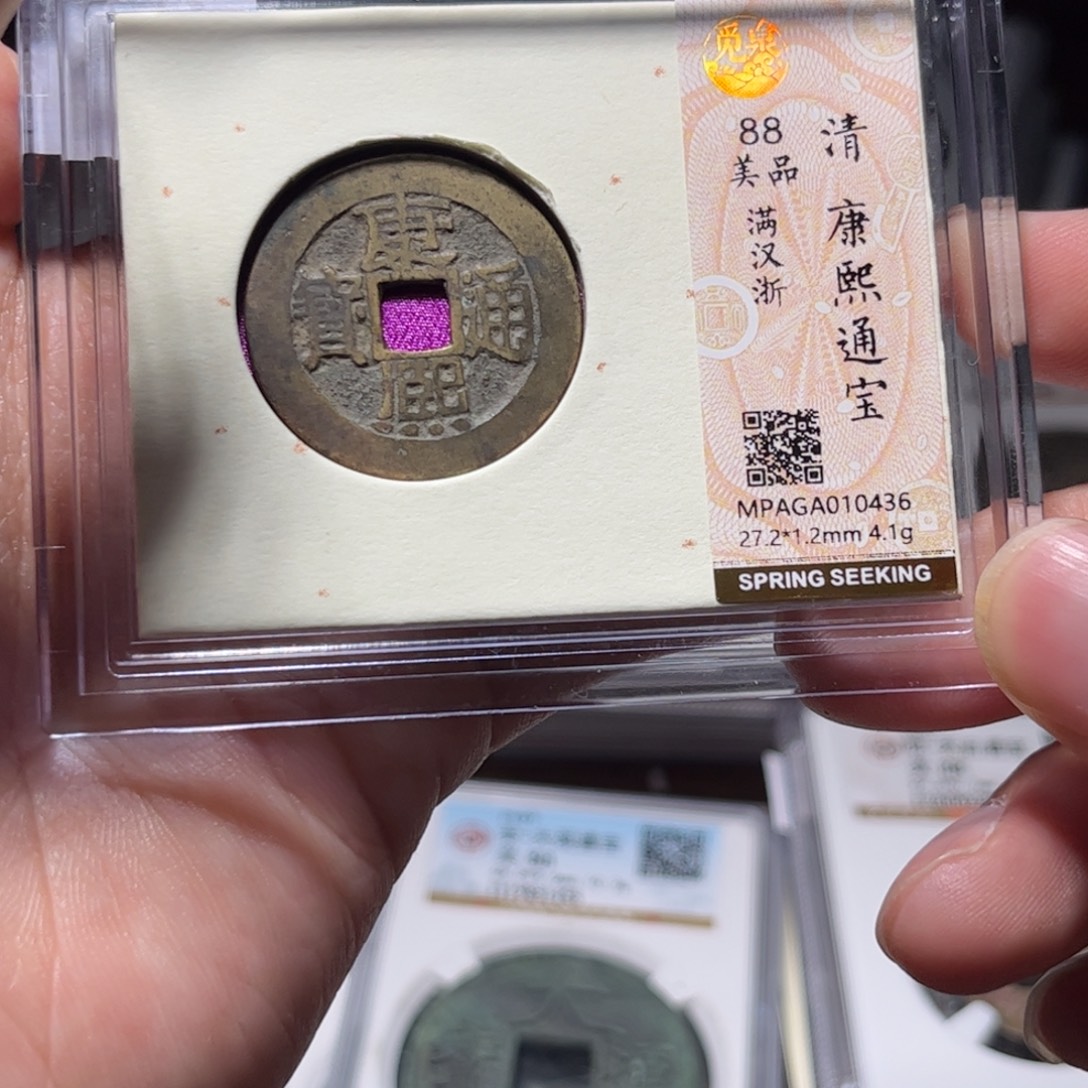 觅泉
清 康熙通宝
88
美品
满汉浙
MPAGA010436
27.2*1.2mm 4.1g
SPRING SEEKING
康熙通寶